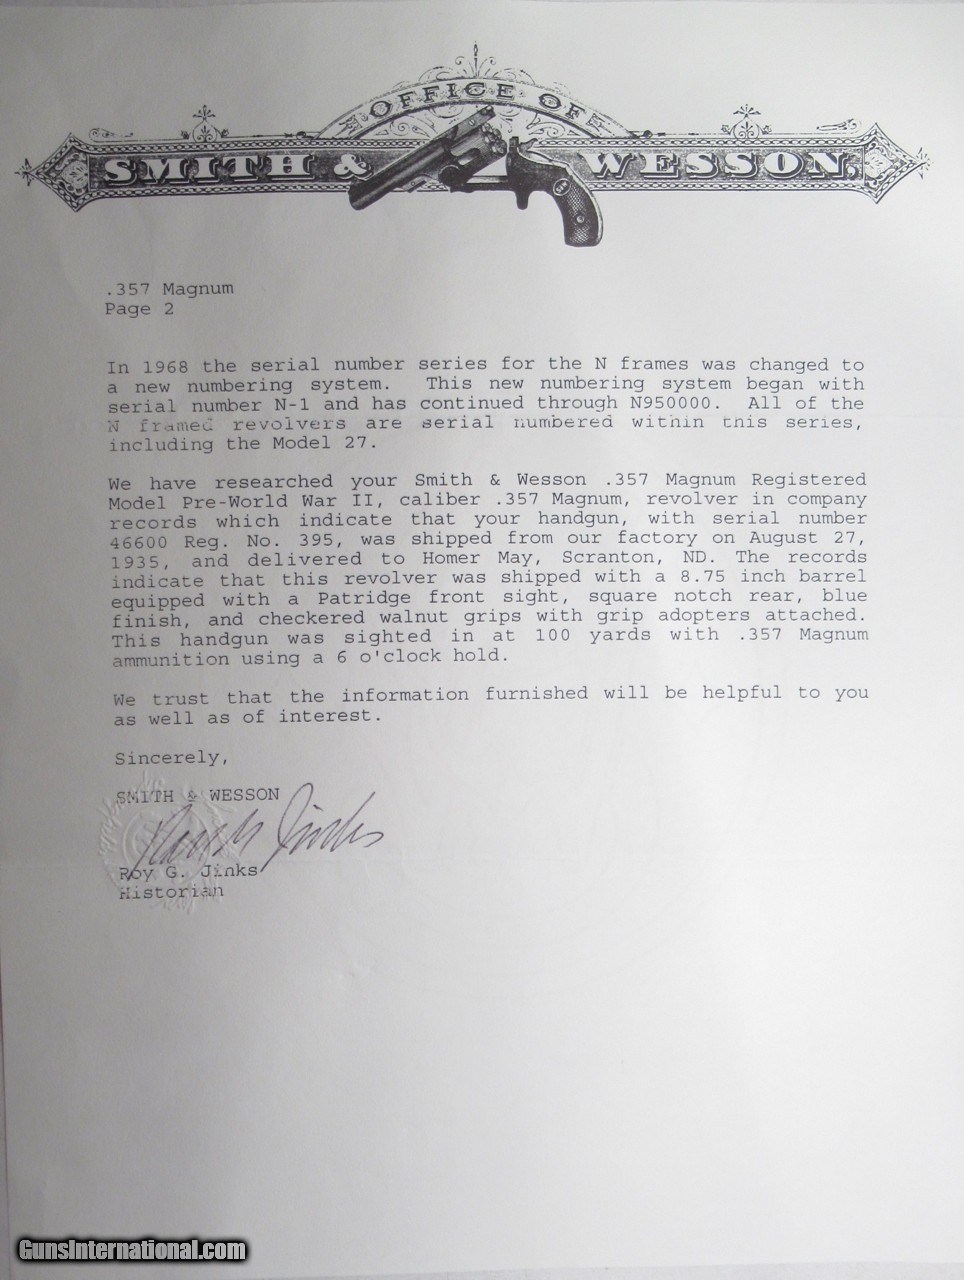 OFFICE OF
SMITH & WESSON,
.357 Magnum
Page 2
In 1968 the serial number series for the N frames was changed to
a new numbering system. This new numbering system began with
serial number N-1 and has continued through N950000. All of the
N framed revolvers are serial numbered within this series,
including the Model 27.
We have researched your Smith & Wesson .357 Magnum Registered
Model Pre-World War II, caliber .357 Magnum, revolver in company
records which indicate that your handgun, with serial number
46600 Reg. No. 395, was shipped from our factory on August 27,
1935, and delivered to Homer May, Scranton, ND. The records
indicate that this revolver was shipped with a 8.75 inch barrel
equipped with a Patridge front sight, square notch rear, blue
finish, and checkered walnut grips with grip adopters attached.
This handgun was sighted in at 100 yards with .357 Magnum
ammunition using a 6 o'clock hold.
We trust that the information furnished will be helpful to you
as well as of interest.
Sincerely,
SMITH & WESSON
Roy G. Jinks
Historian
GunsInternational.com